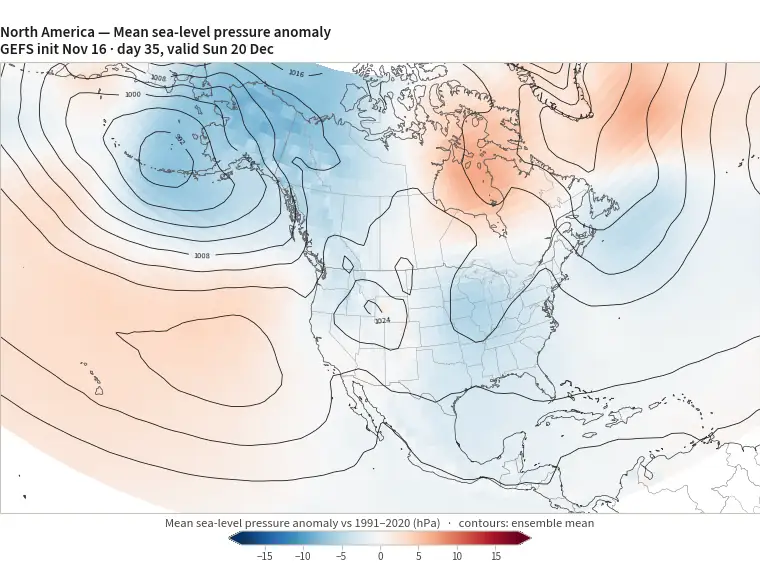 North America — Mean sea-level pressure anomaly
GEFS init Nov 16 · day 35, valid Sun 20 Dec
1008
1016
1000
992
1008
1024
Mean sea-level pressure anomaly vs 1991–2020 (hPa) · contours: ensemble mean
−15 −10 −5 0 5 10 15